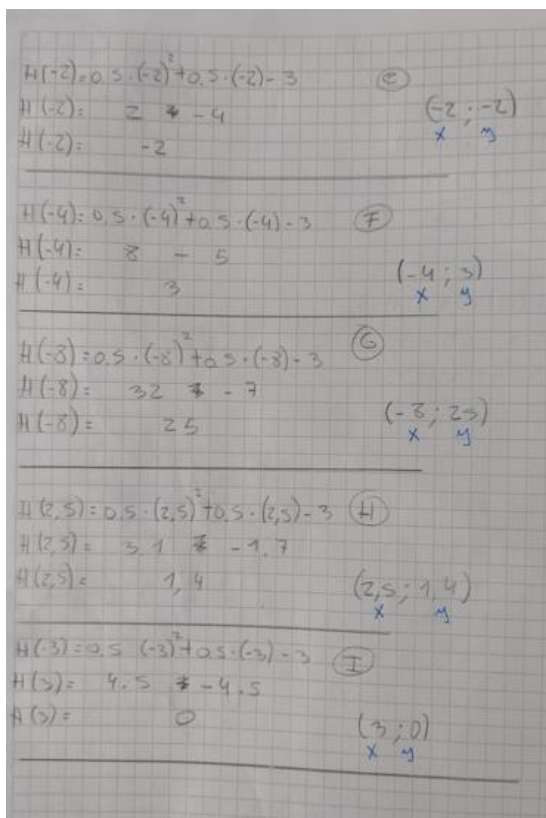 H(-2)=0.5·(-2)²+0.5·(-2)-3 (e)
H(-2): 2 -4 (-2;-2)
x y
H(-2): -2
H(-4):0.5·(-4)²+0.5·(-4)-3 (F)
H(-4): 8 - 5
H(-4): 3 (-4;3)
x y
H(-8)=0.5·(-8)²+0.5·(-8)-3 (G)
H(-8)= 32 -7
H(-8)= 25 (-8;25)
x y
H(2,5)=0.5·(2,5)²+0.5·(2,5)-3 (H)
H(2,5)= 3.1 -1.7
H(2,5)= 1,4 (2,5;1,4)
x y
H(-3)=0.5 (-3)²+0.5·(-3)-3 (I)
H(3)= 4.5 -4.5
H(3)= 0 (3;0)
x y